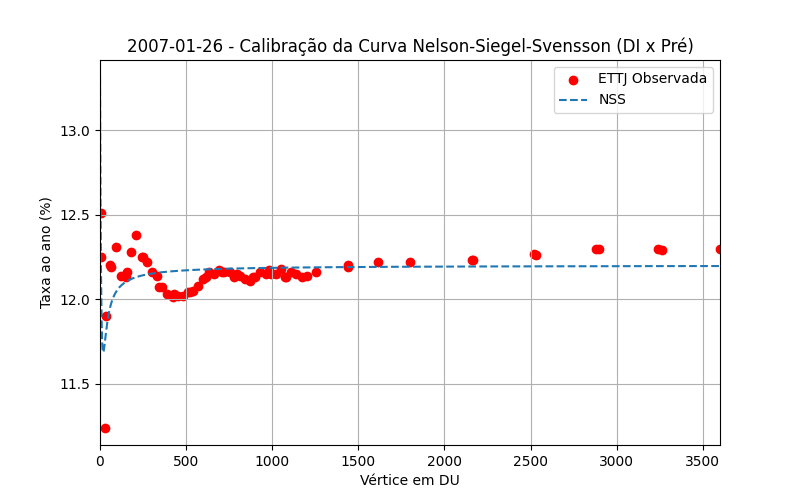 2007-01-26 - Calibração da Curva Nelson-Siegel-Svensson (DI x Pré)
ETTJ Observada
NSS
13.0
12.5
12.0
11.5
Taxa ao ano (%)
0 500 1000 1500 2000 2500 3000 3500
Vértice em DU